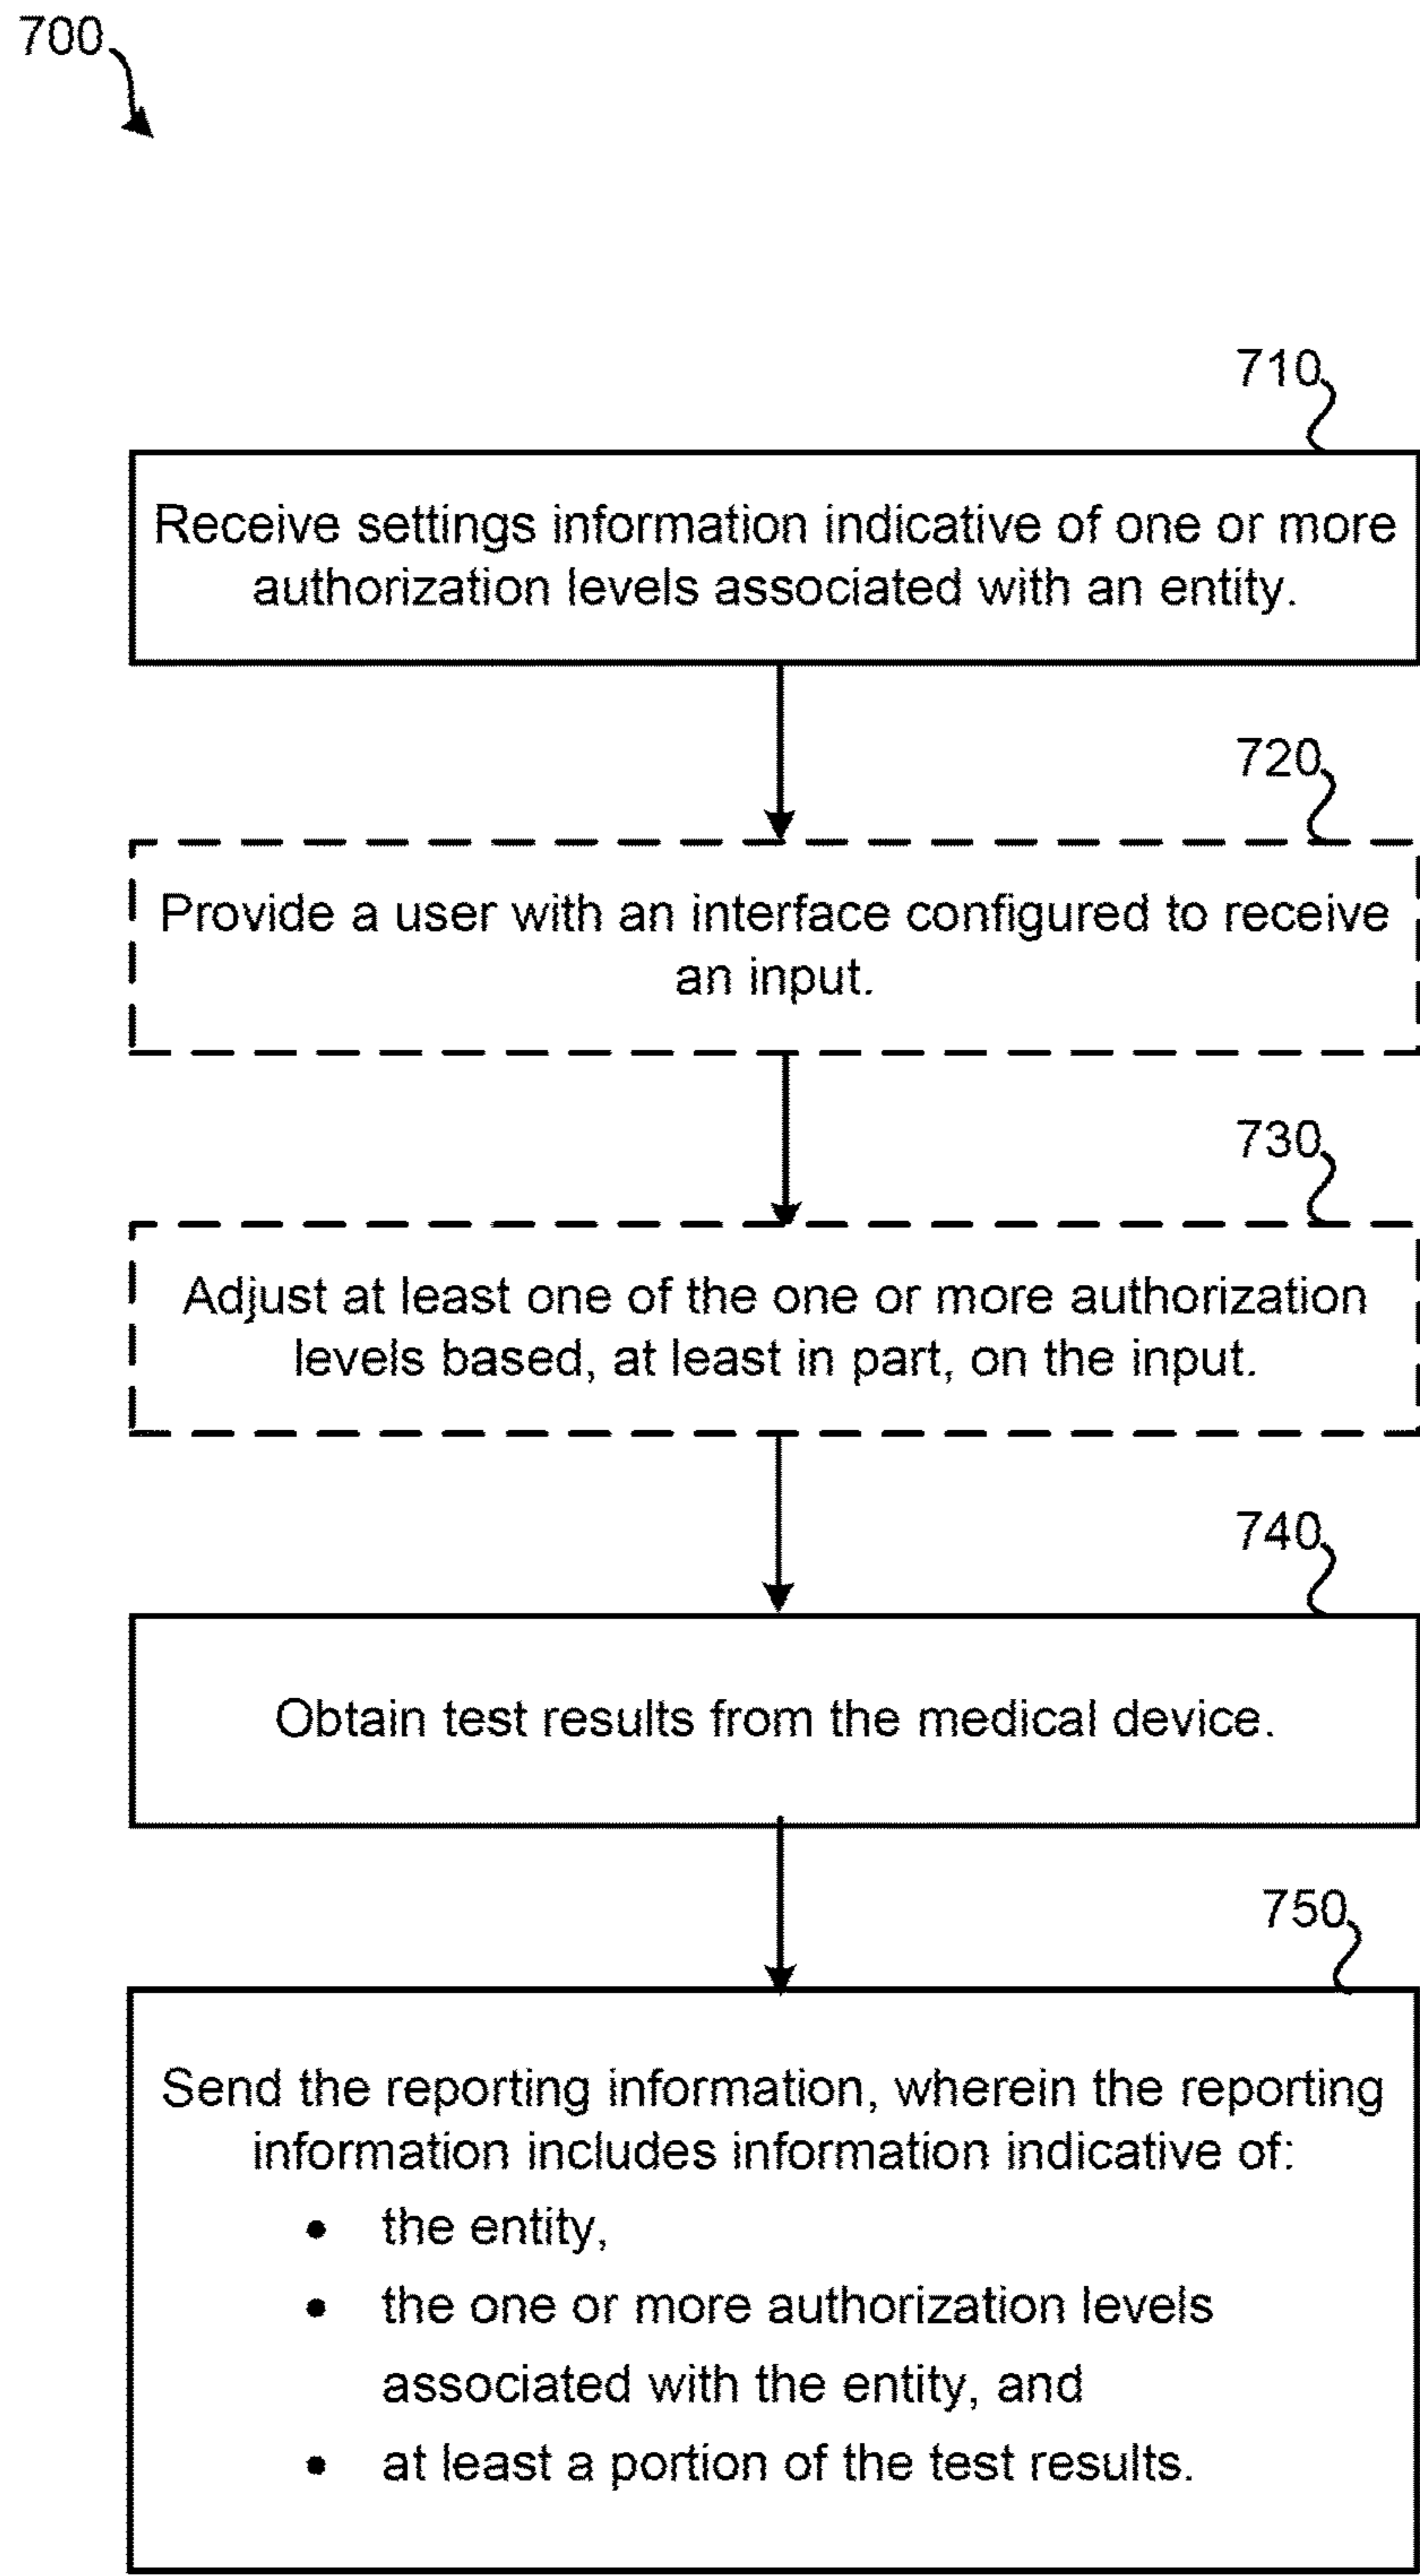 700
710
Receive settings information indicative of one or more
authorization levels associated with an entity.
720
Provide a user with an interface configured to receive
an input.
730
Adjust at least one of the one or more authorization
levels based, at least in part, on the input.
740
Obtain test results from the medical device.
750
Send the reporting information, wherein the reporting
information includes information indicative of:
• the entity,
• the one or more authorization levels
associated with the entity, and
• at least a portion of the test results.